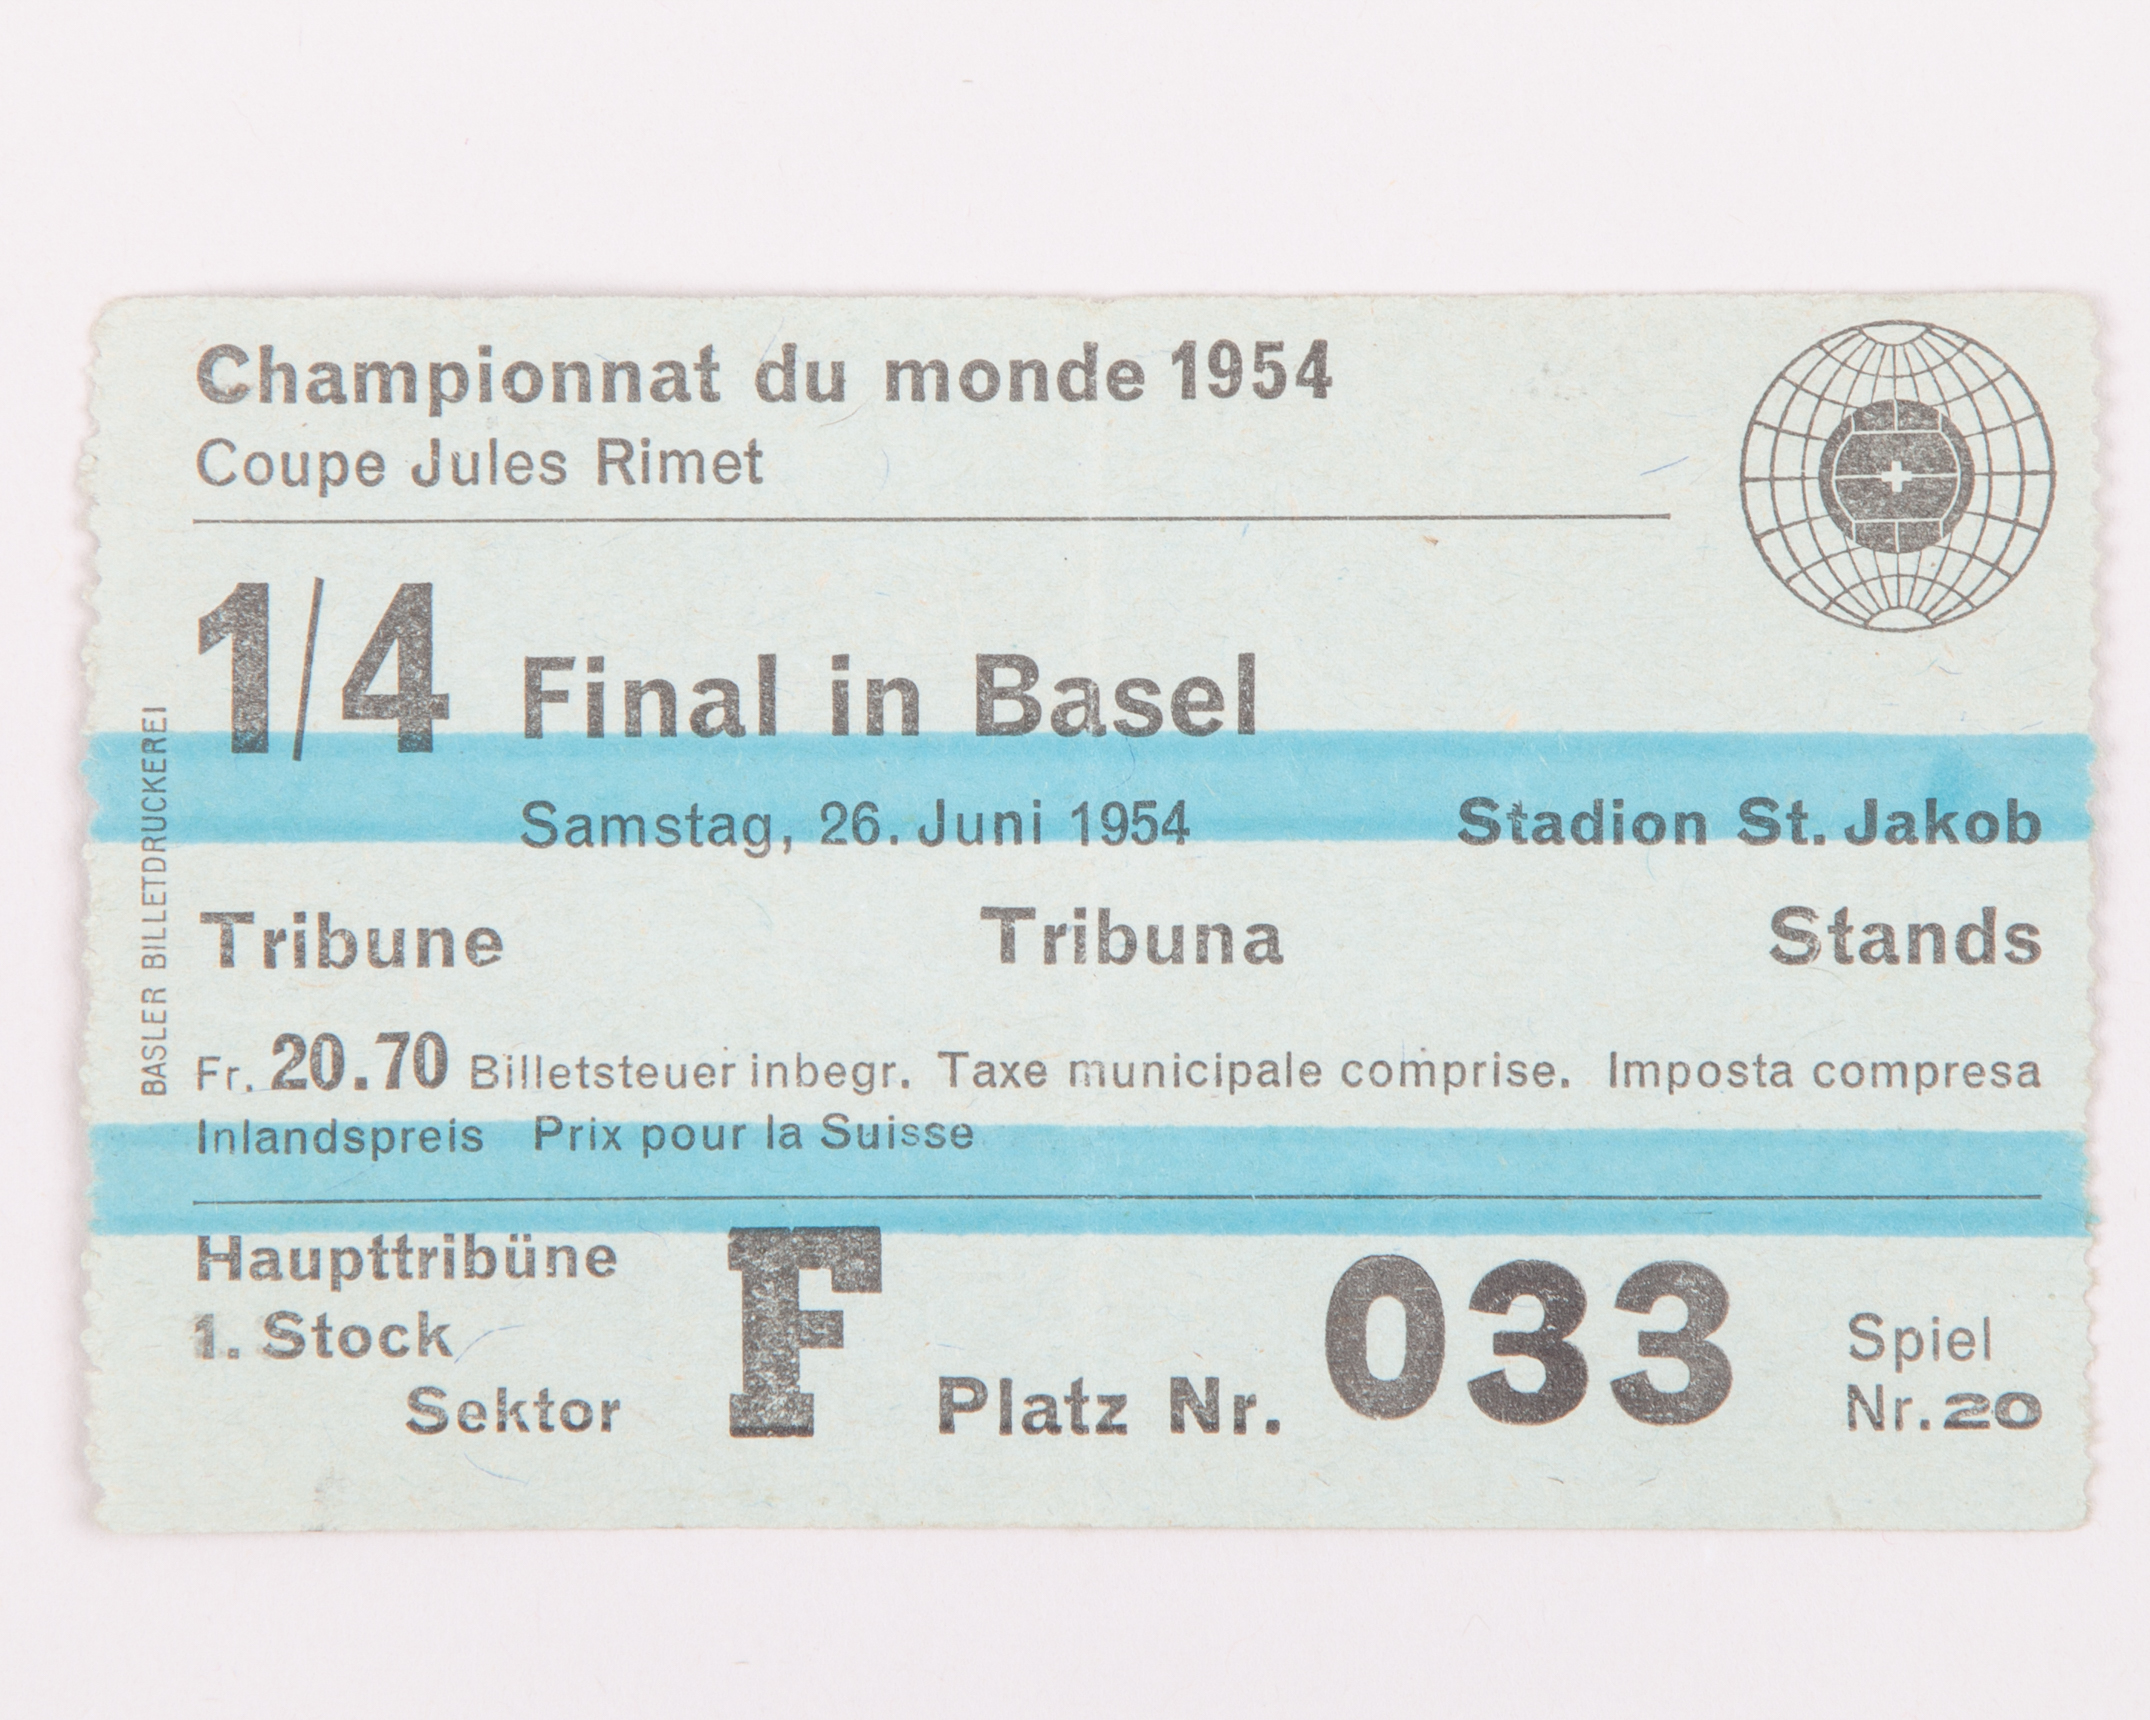 Championnat du monde 1954
Coupe Jules Rimet
1/4 Final in Basel
Samstag, 26. Juni 1954 Stadion St. Jakob
Tribune Tribuna Stands
Fr. 20.70 Billetsteuer inbegr. Taxe municipale comprise. Imposta compresa
Inlandspreis Prix pour la Suisse
Haupttribüne
1. Stock
Sektor F Platz Nr. 033
Spiel
Nr. 20
BASLER BILLETDRUCKEREI